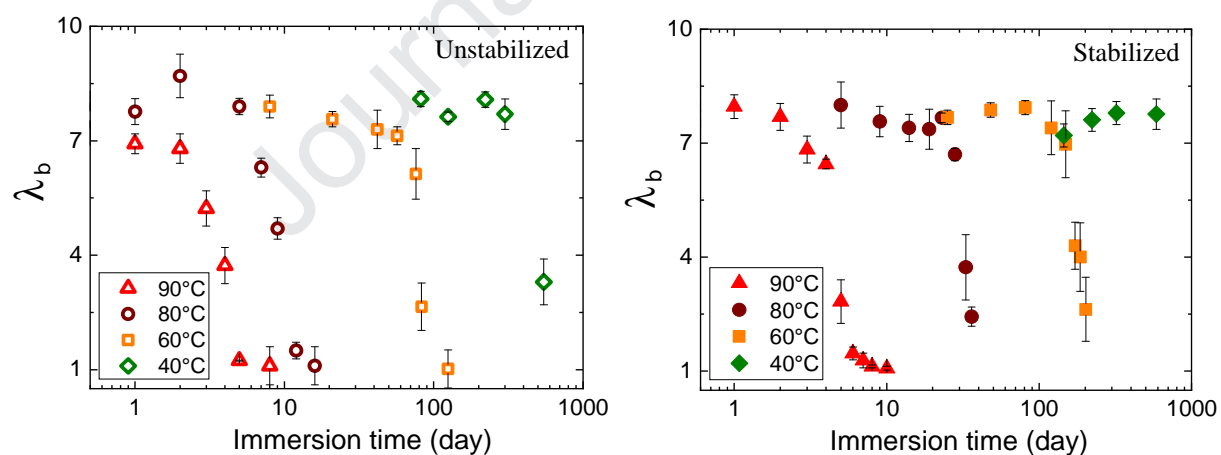 Journa
Unstabilized
10
7
4
1
λb
90°C
80°C
60°C
40°C
1
10
100
1000
Immersion time (day)
Stabilized
10
7
4
1
λb
90°C
80°C
60°C
40°C
1
10
100
1000
Immersion time (day)